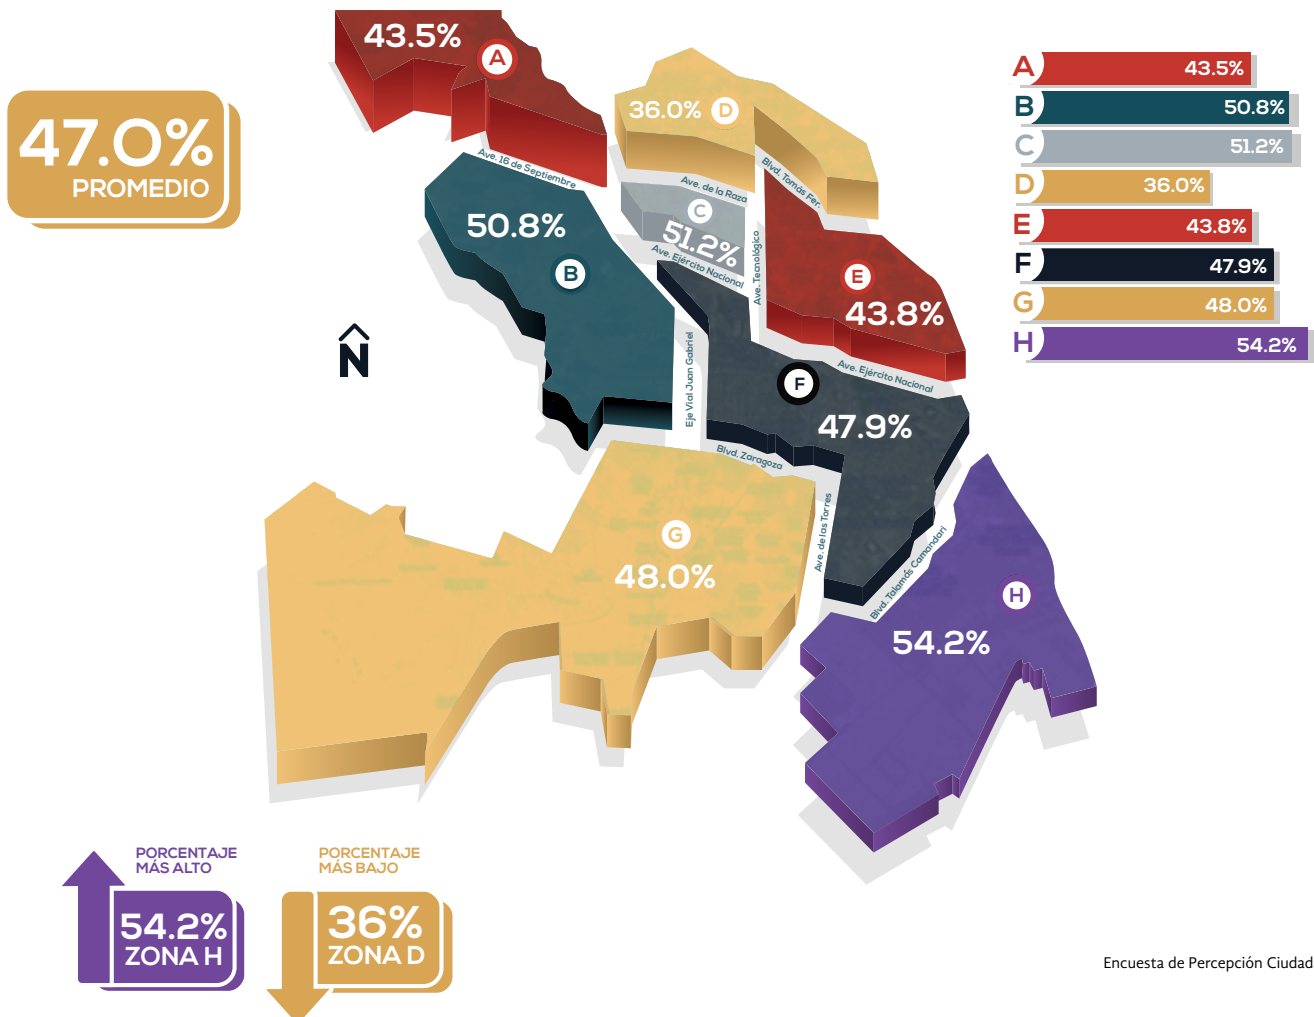 43.5%
A
47.0%
PROMEDIO
Ave. 16 de Septiembre
36.0%
D
Blvd. Tomás Fer.
Ave. de la Raza
C
51.2%
Ave. Ejército Nacional
Ave. Tecnológico
50.8%
B
E
43.8%
Ave. Ejército Nacional
N
Eje Vial Juan Gabriel
F
47.9%
Blvd. Zaragoza
Ave. de las Torres
Blvd. Talamás Camandari
G
48.0%
H
54.2%
A 43.5%
B 50.8%
C 51.2%
D 36.0%
E 43.8%
F 47.9%
G 48.0%
H 54.2%
PORCENTAJE
MÁS ALTO
54.2%
ZONA H
PORCENTAJE
MÁS BAJO
36%
ZONA D
Encuesta de Percepción Ciudad